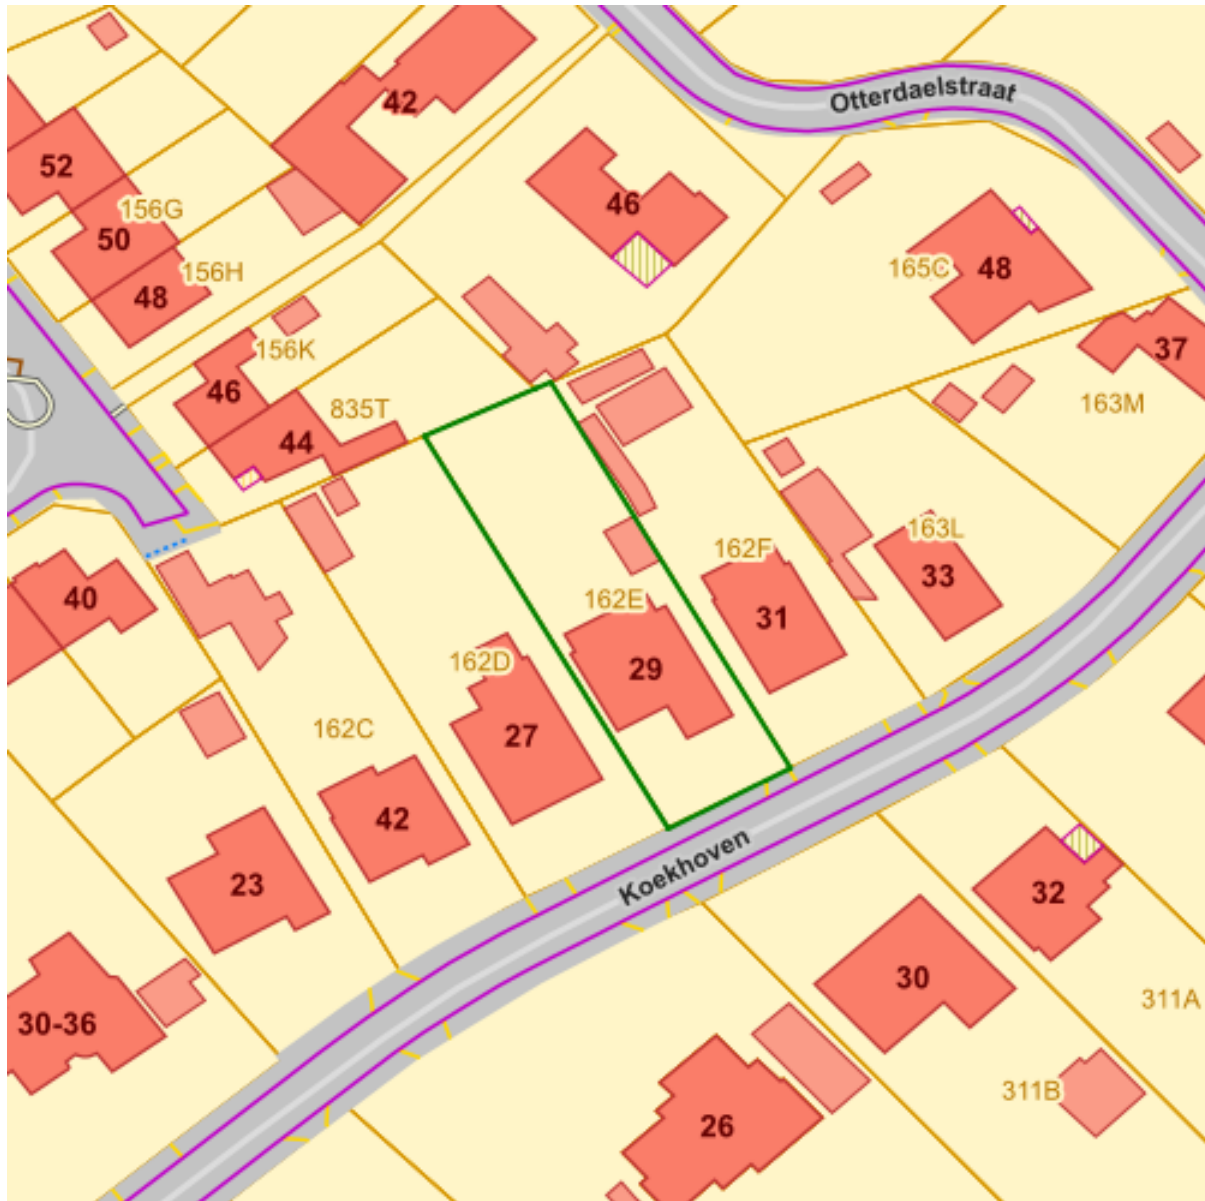 Otterdaelstraat
42
52
156G
50
46
156H
48
165C
48
37
156K
46
163M
835T
44
163L
162F
33
40
162E
31
162D
29
162C
27
42
Koekhoven
23
32
30
311A
30-36
311B
26